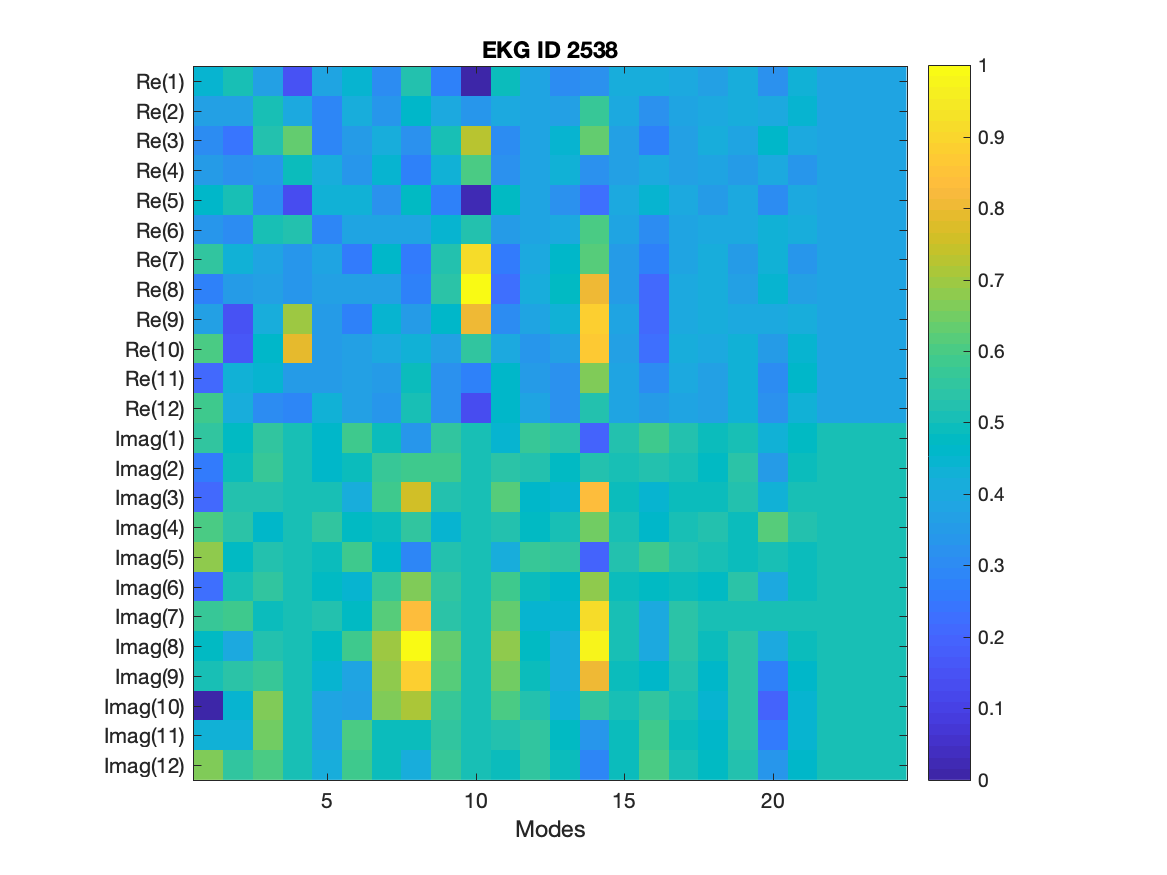 EKG ID 2538
Re(1)
Re(2)
Re(3)
Re(4)
Re(5)
Re(6)
Re(7)
Re(8)
Re(9)
Re(10)
Re(11)
Re(12)
Imag(1)
Imag(2)
Imag(3)
Imag(4)
Imag(5)
Imag(6)
Imag(7)
Imag(8)
Imag(9)
Imag(10)
Imag(11)
Imag(12)
5 10 15 20
Modes
1
0.9
0.8
0.7
0.6
0.5
0.4
0.3
0.2
0.1
0